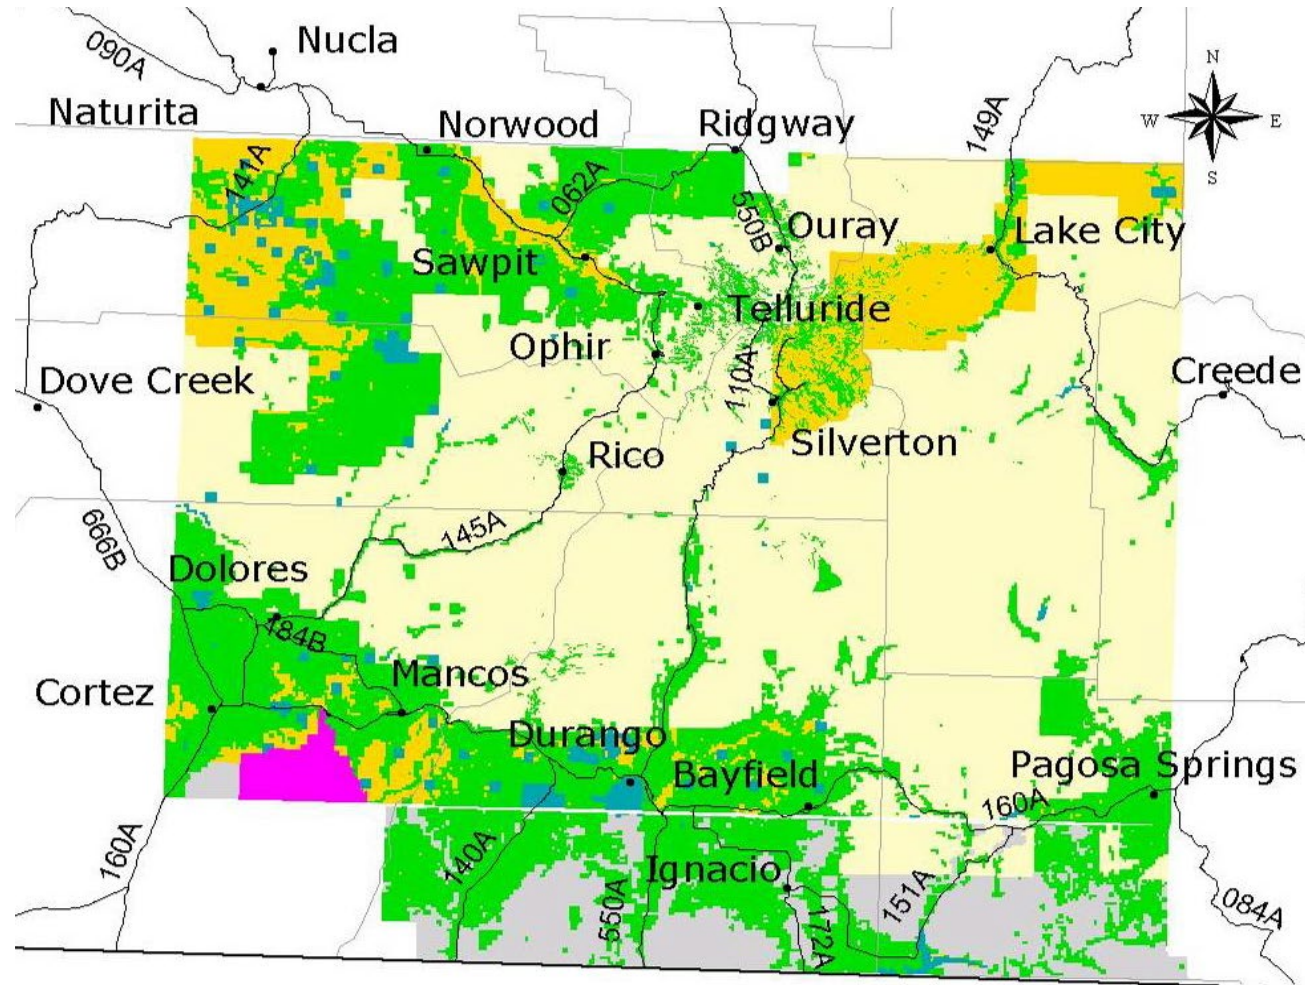 N
W E
S
Nucla
090A
Naturita
Norwood
Ridgway
149A
141A
062A
550B
Ouray
Lake City
Sawpit
Telluride
Ophir
110A
Dove Creek
Creede
Silverton
Rico
666B
145A
Dolores
184B
Mancos
Cortez
Durango
Bayfield
Pagosa Springs
160A
160A
140A
Ignacio
550A
172A
151A
084A